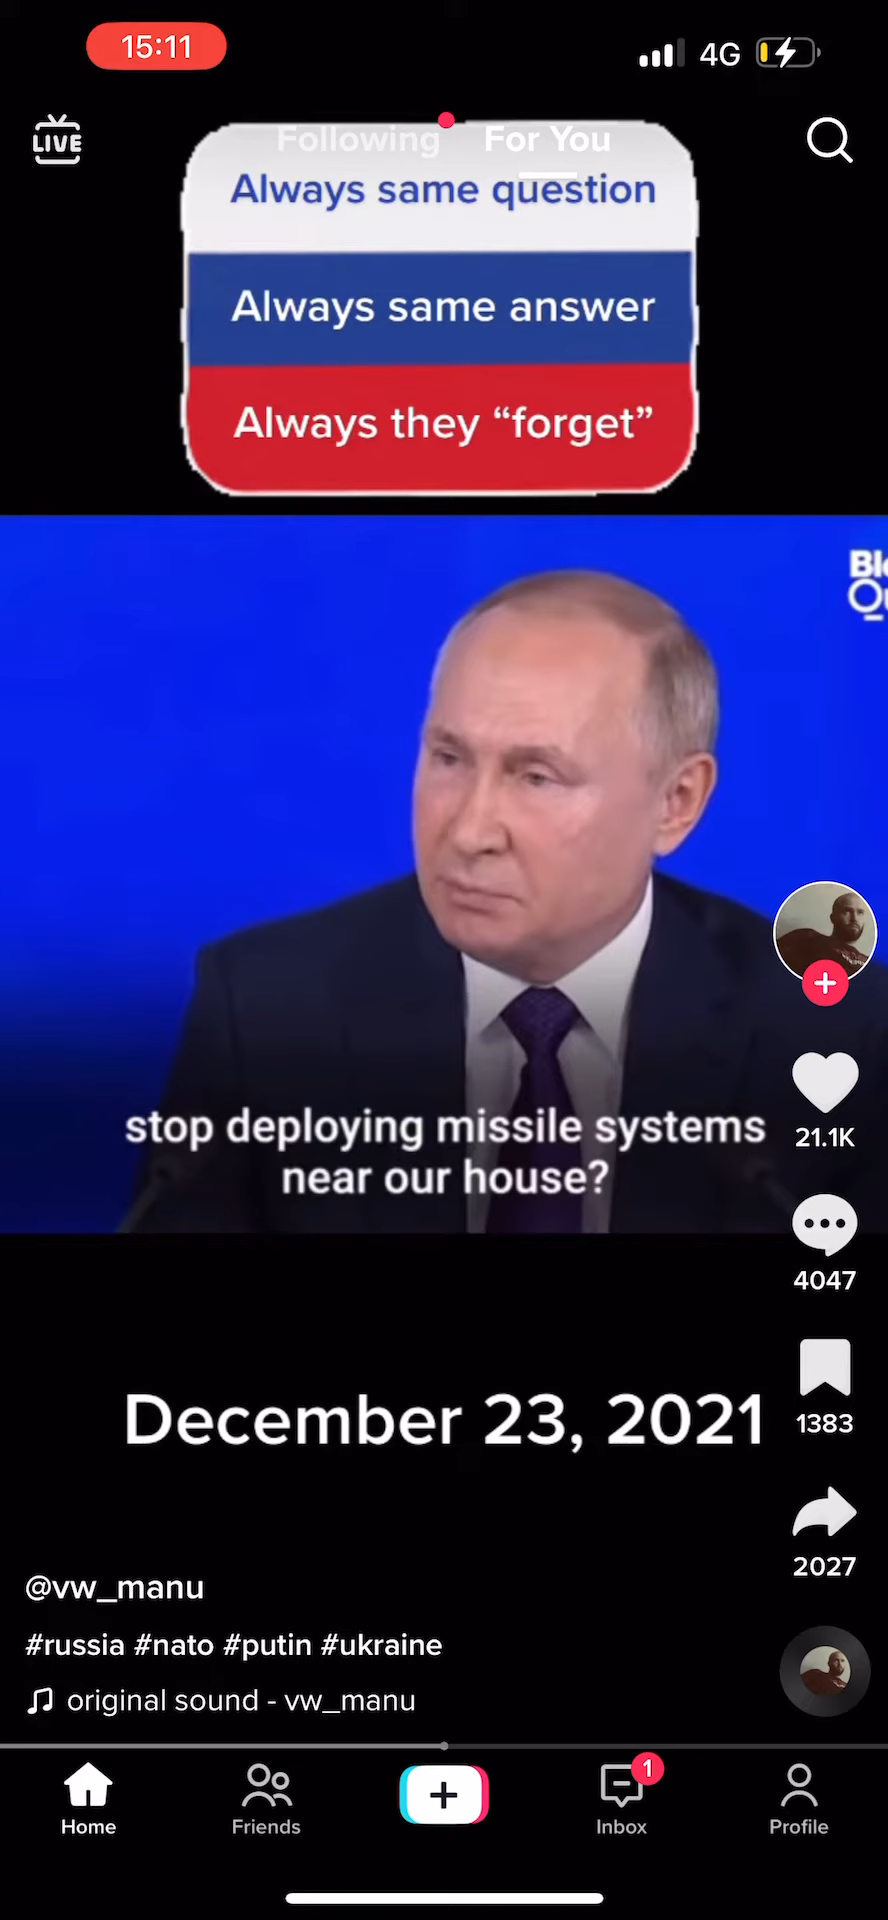 15:11
4G
LIVE
Following
For You
Always same question
Always same answer
Always they “forget”
stop deploying missile systems
near our house?
21.1K
4047
December 23, 2021
1383
2027
@vw_manu
#russia #nato #putin #ukraine
original sound - vw_manu
1
Home
Friends
Inbox
Profile